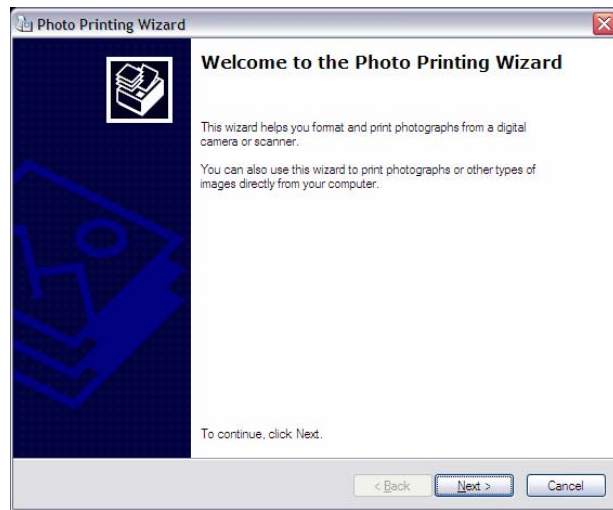 Photo Printing Wizard
Welcome to the Photo Printing Wizard
This wizard helps you format and print photographs from a digital
camera or scanner.
You can also use this wizard to print photographs or other types of
images directly from your computer.
To continue, click Next.
< Back Next > Cancel